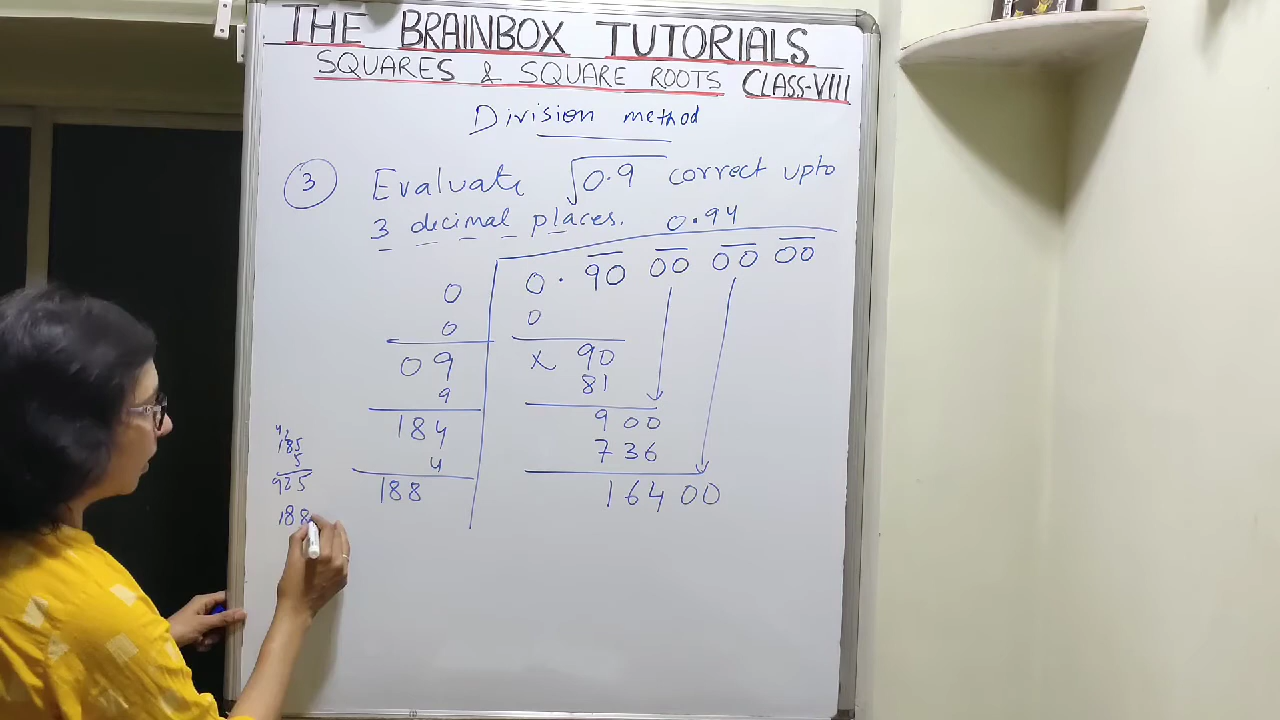 THE BRAINBOX TUTORIALS
SQUARES & SQUARE ROOTS CLASS-VIII
Division method
3 Evaluate √0.9 correct upto
3 decimal places. 0.94
0 0.90 00 00 00
0 0
09 x 90
9 81
184 900
4 736
188 16400
4 2
185
5
925
188